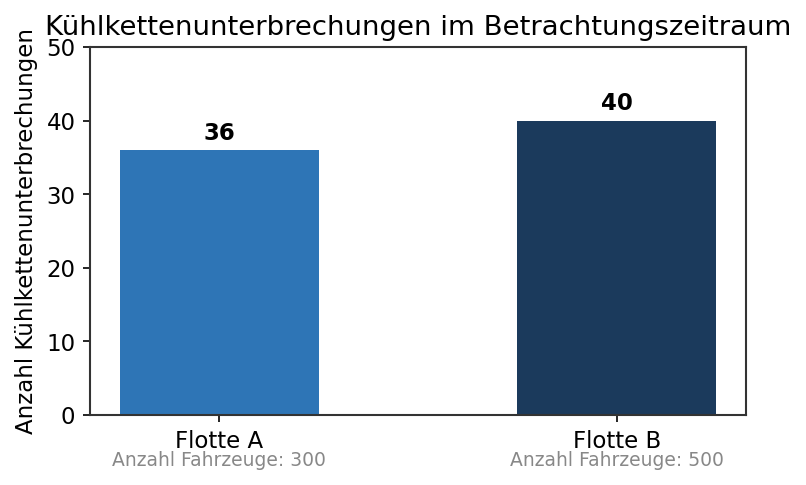 Kühlkettenunterbrechungen im Betrachtungszeitraum
Anzahl Kühlkettenunterbrechungen
50
40
30
20
10
0
36
40
Flotte A
Flotte B
Anzahl Fahrzeuge: 300
Anzahl Fahrzeuge: 500